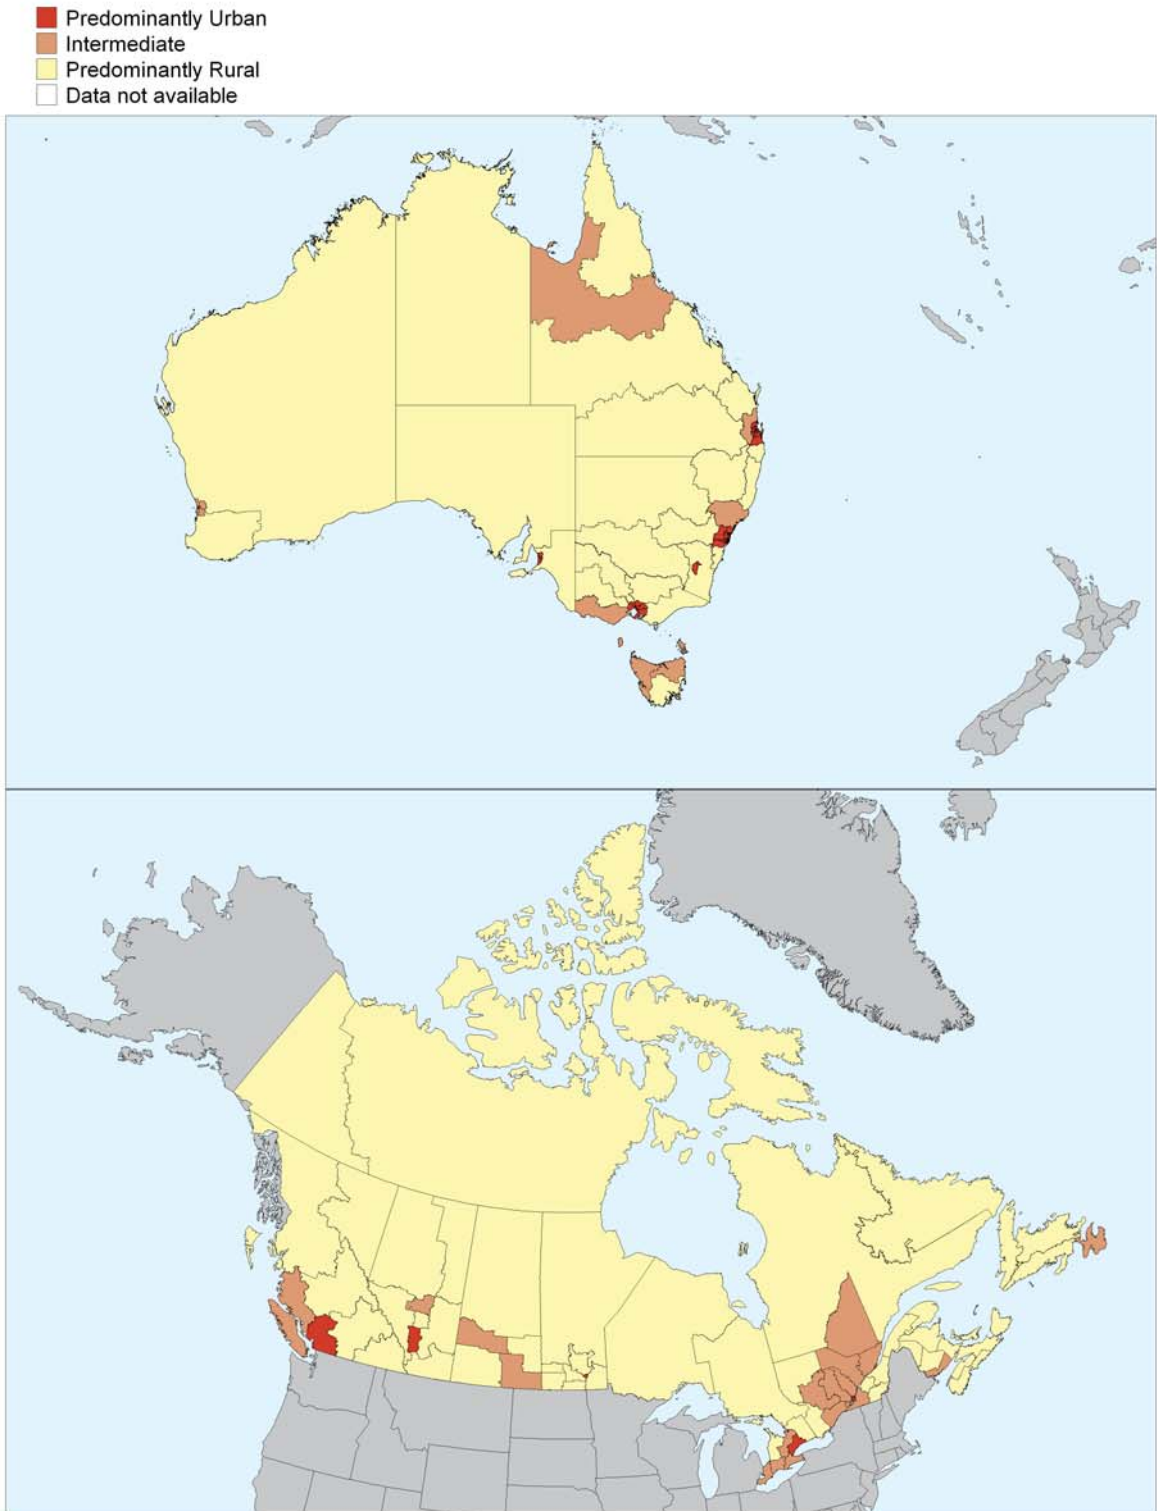 Predominantly Urban
Intermediate
Predominantly Rural
Data not available